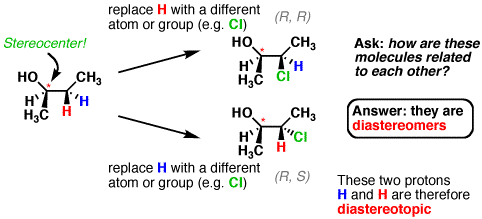 replace H with a different
atom or group (e.g. Cl)
(R, R)
Stereocenter!
HO
*
CH₃
H
H
H₃C
H
HO
*
CH₃
H
H
H₃C
Cl
Ask: how are these
molecules related
to each other?
HO
*
CH₃
H
Cl
H₃C
H
Answer: they are
diastereomers
replace H with a different
atom or group (e.g. Cl)
(R, S)
These two protons
H and H are therefore
diastereotopic